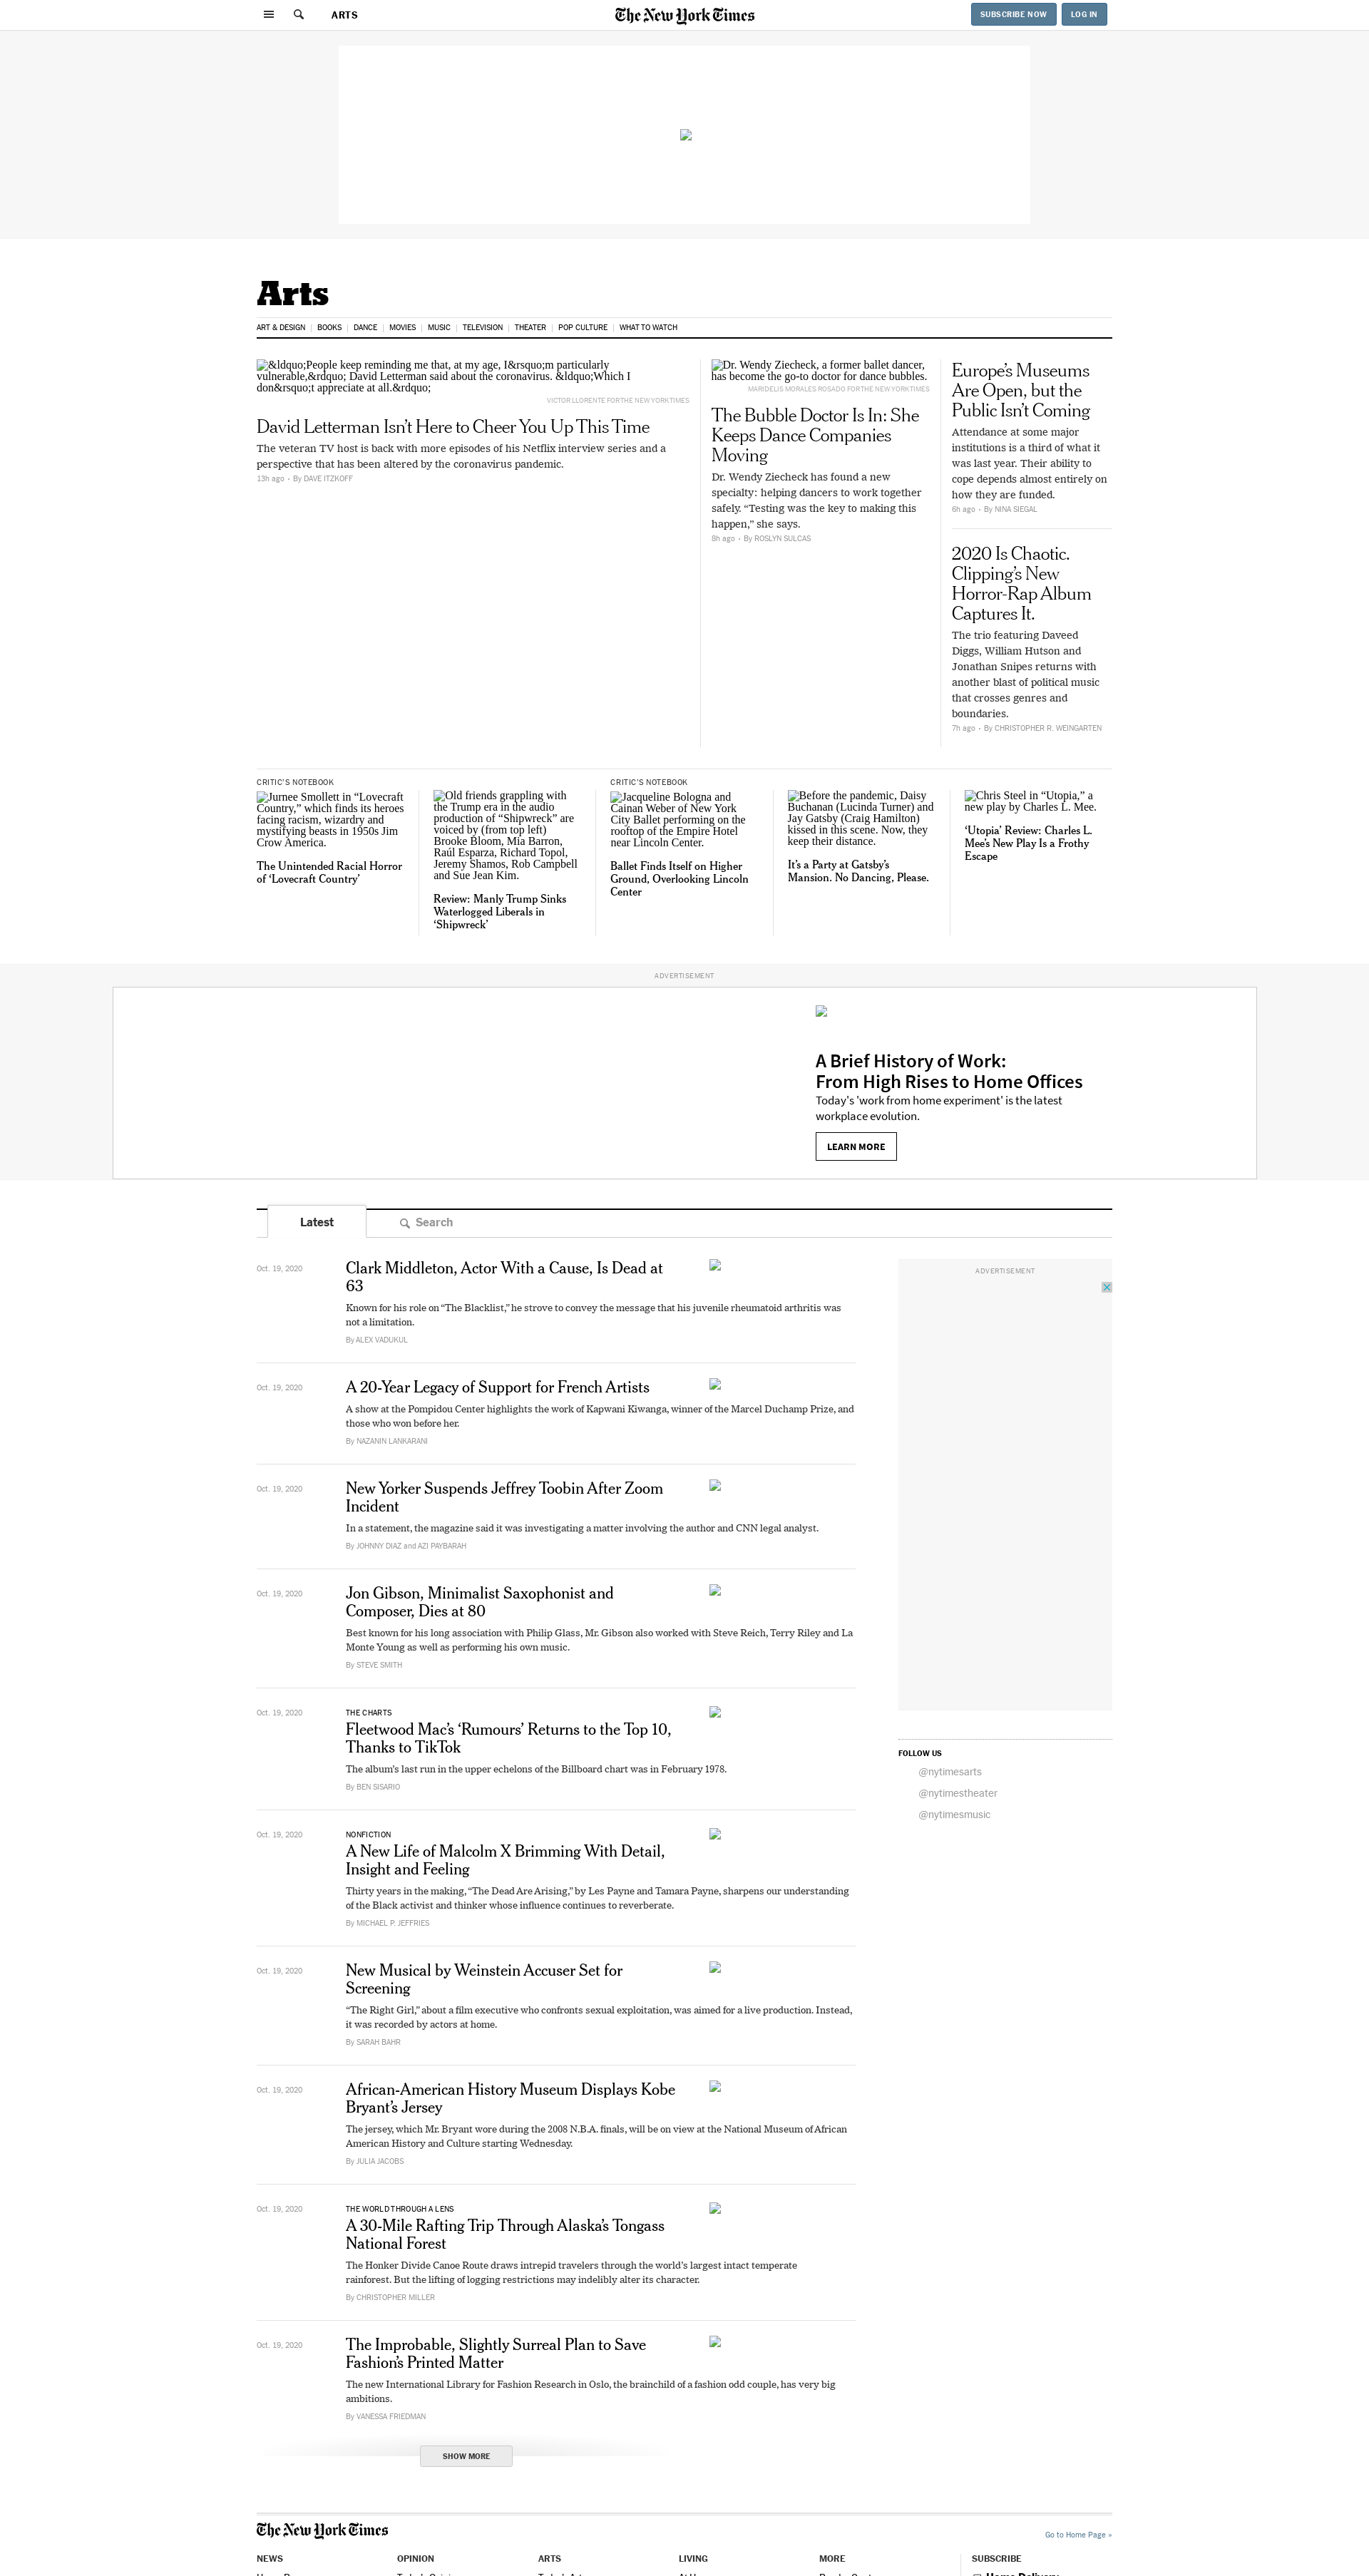 ARTS
The New York Times
SUBSCRIBE NOW
LOG IN
Arts
ART & DESIGN
BOOKS
DANCE
MOVIES
MUSIC
TELEVISION
THEATER
POP CULTURE
WHAT TO WATCH
&ldquo;People keep reminding me that, at my age, I&rsquo;m particularly
vulnerable,&rdquo; David Letterman said about the coronavirus. &ldquo;Which I
don&rsquo;t appreciate at all.&rdquo;
VICTOR LLORENTE FOR THE NEW YORK TIMES
David Letterman Isn’t Here to Cheer You Up This Time
The veteran TV host is back with more episodes of his Netflix interview series and a
perspective that has been altered by the coronavirus pandemic.
13h ago • By DAVE ITZKOFF
Dr. Wendy Ziecheck, a former ballet dancer,
has become the go-to doctor for dance bubbles.
MARIDELIS MORALES ROSADO FOR THE NEW YORK TIMES
The Bubble Doctor Is In: She
Keeps Dance Companies
Moving
Dr. Wendy Ziecheck has found a new
specialty: helping dancers to work together
safely. “Testing was the key to making this
happen,” she says.
8h ago • By ROSLYN SULCAS
Europe’s Museums
Are Open, but the
Public Isn’t Coming
Attendance at some major
institutions is a third of what it
was last year. Their ability to
cope depends almost entirely on
how they are funded.
6h ago • By NINA SIEGAL
2020 Is Chaotic.
Clipping’s New
Horror-Rap Album
Captures It.
The trio featuring Daveed
Diggs, William Hutson and
Jonathan Snipes returns with
another blast of political music
that crosses genres and
boundaries.
7h ago • By CHRISTOPHER R. WEINGARTEN
CRITIC’S NOTEBOOK
Jurnee Smollett in “Lovecraft
Country,” which finds its heroes
facing racism, wizardry and
mystifying beasts in 1950s Jim
Crow America.
The Unintended Racial Horror
of ‘Lovecraft Country’
Old friends grappling with
the Trump era in the audio
production of “Shipwreck” are
voiced by (from top left)
Brooke Bloom, Mia Barron,
Raúl Esparza, Richard Topol,
Jeremy Shamos, Rob Campbell
and Sue Jean Kim.
Review: Manly Trump Sinks
Waterlogged Liberals in
‘Shipwreck’
CRITIC’S NOTEBOOK
Jacqueline Bologna and
Cainan Weber of New York
City Ballet performing on the
rooftop of the Empire Hotel
near Lincoln Center.
Ballet Finds Itself on Higher
Ground, Overlooking Lincoln
Center
Before the pandemic, Daisy
Buchanan (Lucinda Turner) and
Jay Gatsby (Craig Hamilton)
kissed in this scene. Now, they
keep their distance.
It’s a Party at Gatsby’s
Mansion. No Dancing, Please.
Chris Steel in “Utopia,” a
new play by Charles L. Mee.
‘Utopia’ Review: Charles L.
Mee’s New Play Is a Frothy
Escape
ADVERTISEMENT
A Brief History of Work:
From High Rises to Home Offices
Today's 'work from home experiment' is the latest
workplace evolution.
LEARN MORE
Latest
Search
Oct. 19, 2020
Clark Middleton, Actor With a Cause, Is Dead at
63
Known for his role on “The Blacklist,” he strove to convey the message that his juvenile rheumatoid arthritis was
not a limitation.
By ALEX VADUKUL
Oct. 19, 2020
A 20-Year Legacy of Support for French Artists
A show at the Pompidou Center highlights the work of Kapwani Kiwanga, winner of the Marcel Duchamp Prize, and
those who won before her.
By NAZANIN LANKARANI
Oct. 19, 2020
New Yorker Suspends Jeffrey Toobin After Zoom
Incident
In a statement, the magazine said it was investigating a matter involving the author and CNN legal analyst.
By JOHNNY DIAZ and AZI PAYBARAH
Oct. 19, 2020
Jon Gibson, Minimalist Saxophonist and
Composer, Dies at 80
Best known for his long association with Philip Glass, Mr. Gibson also worked with Steve Reich, Terry Riley and La
Monte Young as well as performing his own music.
By STEVE SMITH
Oct. 19, 2020
THE CHARTS
Fleetwood Mac’s ‘Rumours’ Returns to the Top 10,
Thanks to TikTok
The album’s last run in the upper echelons of the Billboard chart was in February 1978.
By BEN SISARIO
Oct. 19, 2020
NONFICTION
A New Life of Malcolm X Brimming With Detail,
Insight and Feeling
Thirty years in the making, “The Dead Are Arising,” by Les Payne and Tamara Payne, sharpens our understanding
of the Black activist and thinker whose influence continues to reverberate.
By MICHAEL P. JEFFRIES
Oct. 19, 2020
New Musical by Weinstein Accuser Set for
Screening
“The Right Girl,” about a film executive who confronts sexual exploitation, was aimed for a live production. Instead,
it was recorded by actors at home.
By SARAH BAHR
Oct. 19, 2020
African-American History Museum Displays Kobe
Bryant’s Jersey
The jersey, which Mr. Bryant wore during the 2008 N.B.A. finals, will be on view at the National Museum of African
American History and Culture starting Wednesday.
By JULIA JACOBS
Oct. 19, 2020
THE WORLD THROUGH A LENS
A 30-Mile Rafting Trip Through Alaska’s Tongass
National Forest
The Honker Divide Canoe Route draws intrepid travelers through the world’s largest intact temperate
rainforest. But the lifting of logging restrictions may indelibly alter its character.
By CHRISTOPHER MILLER
Oct. 19, 2020
The Improbable, Slightly Surreal Plan to Save
Fashion’s Printed Matter
The new International Library for Fashion Research in Oslo, the brainchild of a fashion odd couple, has very big
ambitions.
By VANESSA FRIEDMAN
SHOW MORE
ADVERTISEMENT
FOLLOW US
@nytimesarts
@nytimestheater
@nytimesmusic
The New York Times
Go to Home Page »
NEWS
OPINION
ARTS
LIVING
MORE
SUBSCRIBE